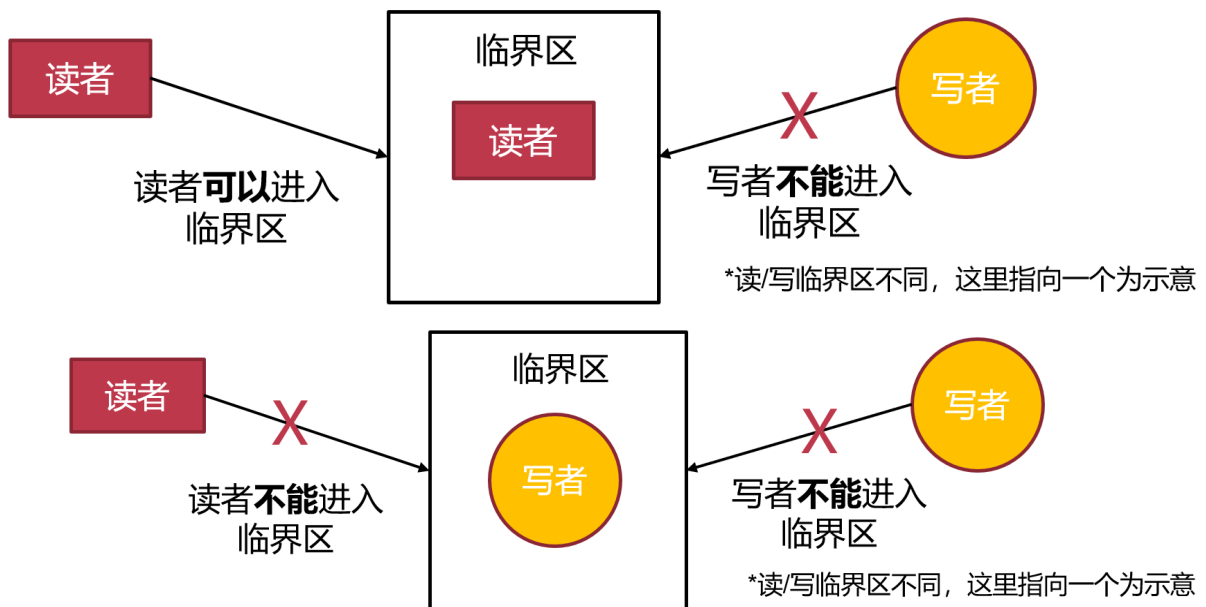 临界区
读者
读者
写者
读者可以进入
临界区
写者不能进入
临界区
*读/写临界区不同，这里指向一个为示意
临界区
读者
写者
写者
读者不能进入
临界区
写者不能进入
临界区
*读/写临界区不同，这里指向一个为示意